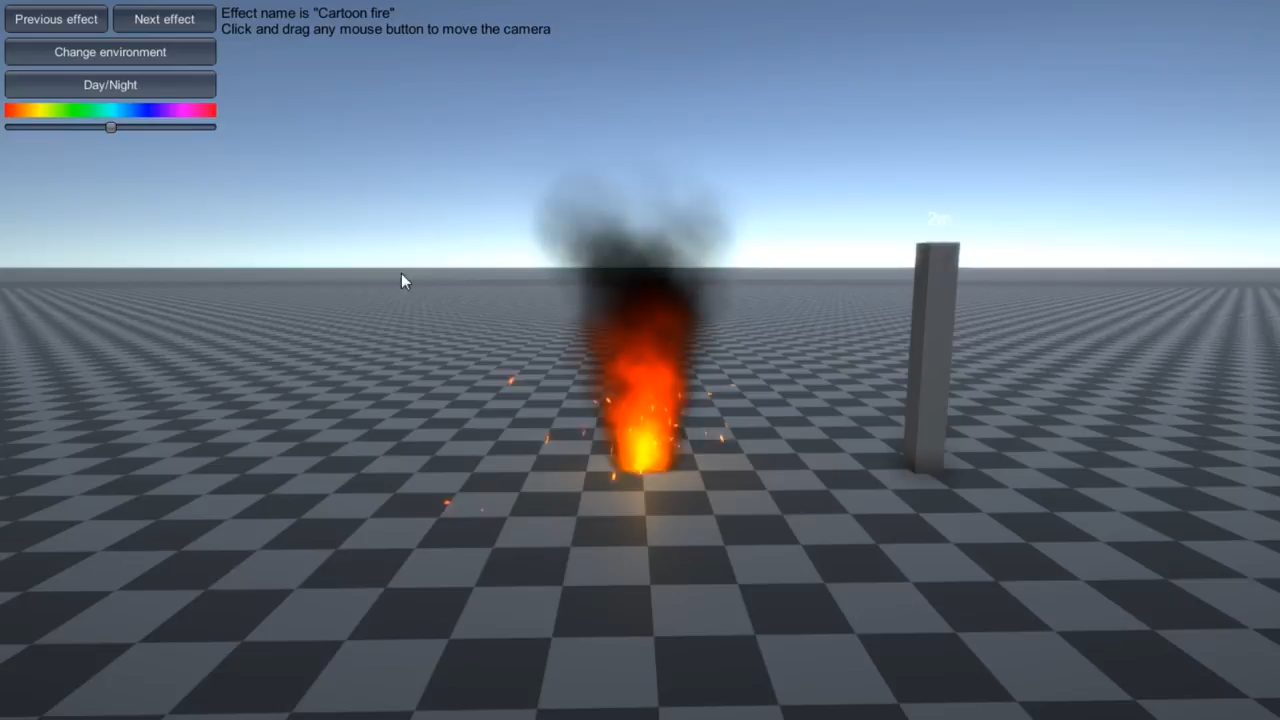 Previous effect
Next effect
Effect name is "Cartoon fire"
Click and drag any mouse button to move the camera
Change environment
Day/Night